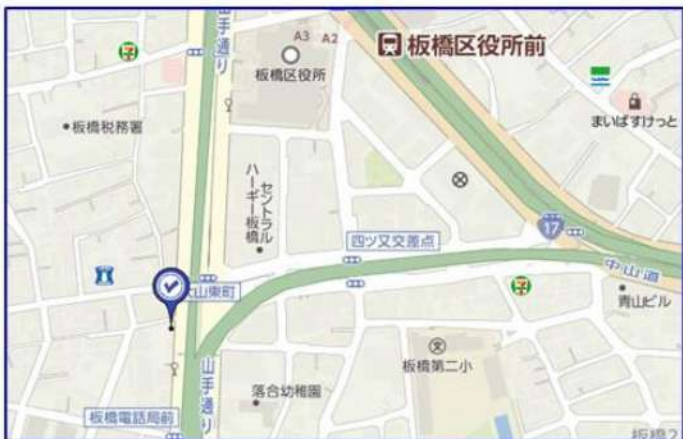 山手通り
A3 A2
板橋区役所前
板橋区役所
まいばすけっと
板橋税務署
セントラル
ハーギー板橋
四ツ又交差点
17
中山道
青山ビル
山東町
板橋第二小
文
山手通り
落合幼稚園
板橋電話局前
板橋2